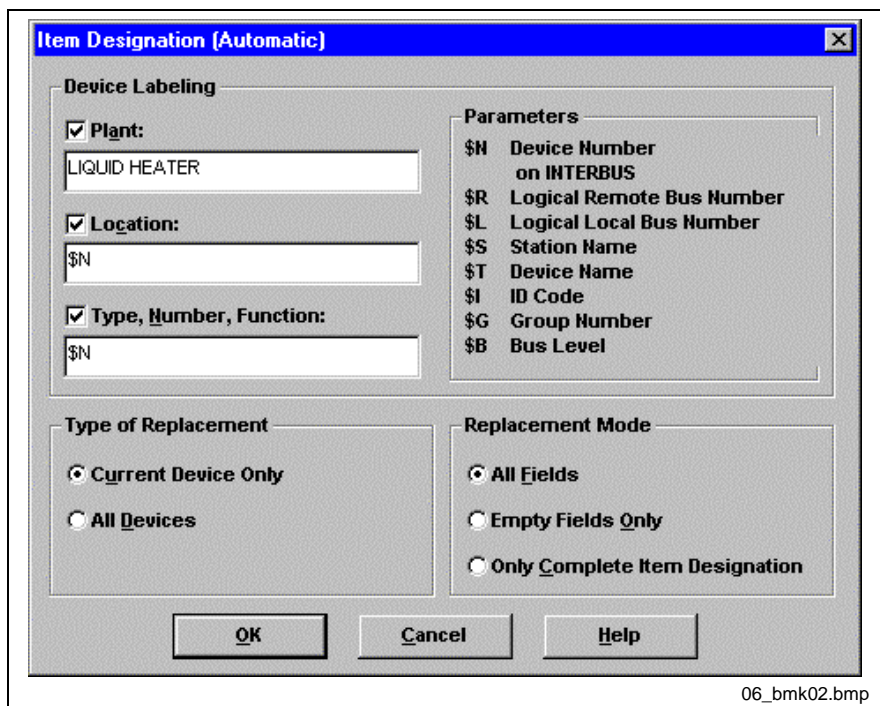 Item Designation (Automatic)
Device Labeling
Plant:
LIQUID HEATER
Location:
$N
Type, Number, Function:
$N
Parameters
$N Device Number
on INTERBUS
$R Logical Remote Bus Number
$L Logical Local Bus Number
$S Station Name
$T Device Name
$I ID Code
$G Group Number
$B Bus Level
Type of Replacement
Current Device Only
All Devices
Replacement Mode
All Fields
Empty Fields Only
Only Complete Item Designation
OK Cancel Help
06_bmk02.bmp